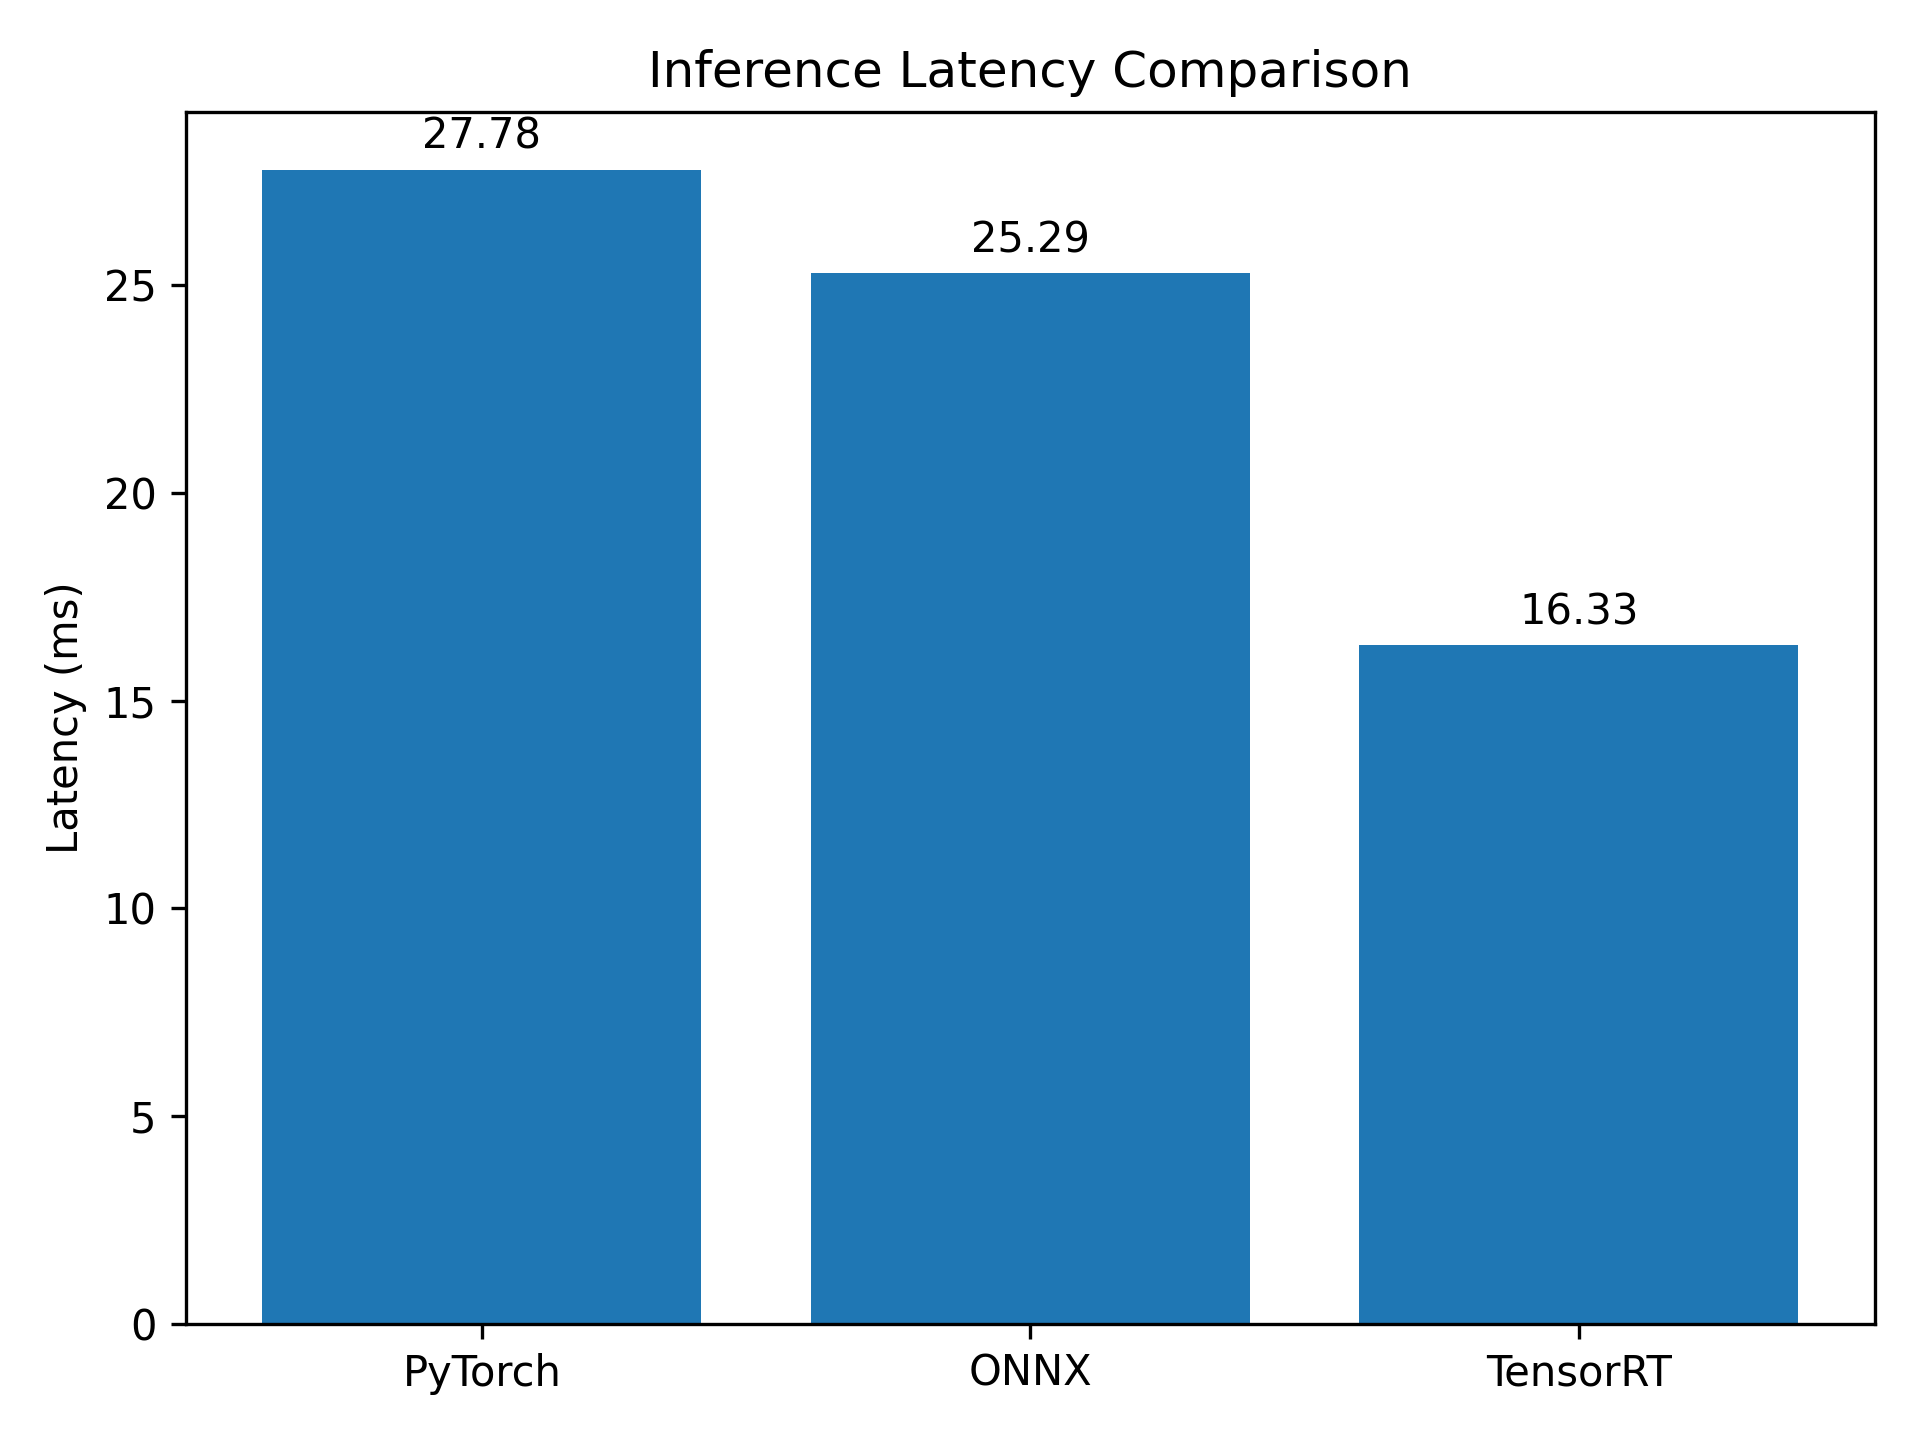 Inference Latency Comparison
27.78
25.29
16.33
Latency (ms)
25
20
15
10
5
0
PyTorch
ONNX
TensorRT